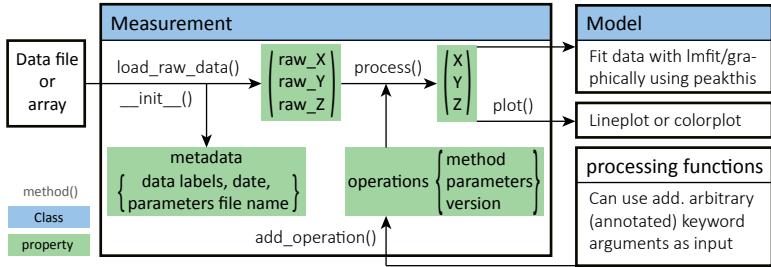 Measurement
Model
Data file
or
array
load_raw_data()
__init__()
raw_X
raw_Y
raw_Z
process()
X
Y
Z
plot()
Fit data with lmfit/gra-
phically using peakthis
Lineplot or colorplot
metadata
data labels, date,
parameters file name
operations
method
parameters
version
add_operation()
processing functions
Can use add. arbitrary
(annotated) keyword
arguments as input
method()
Class
property